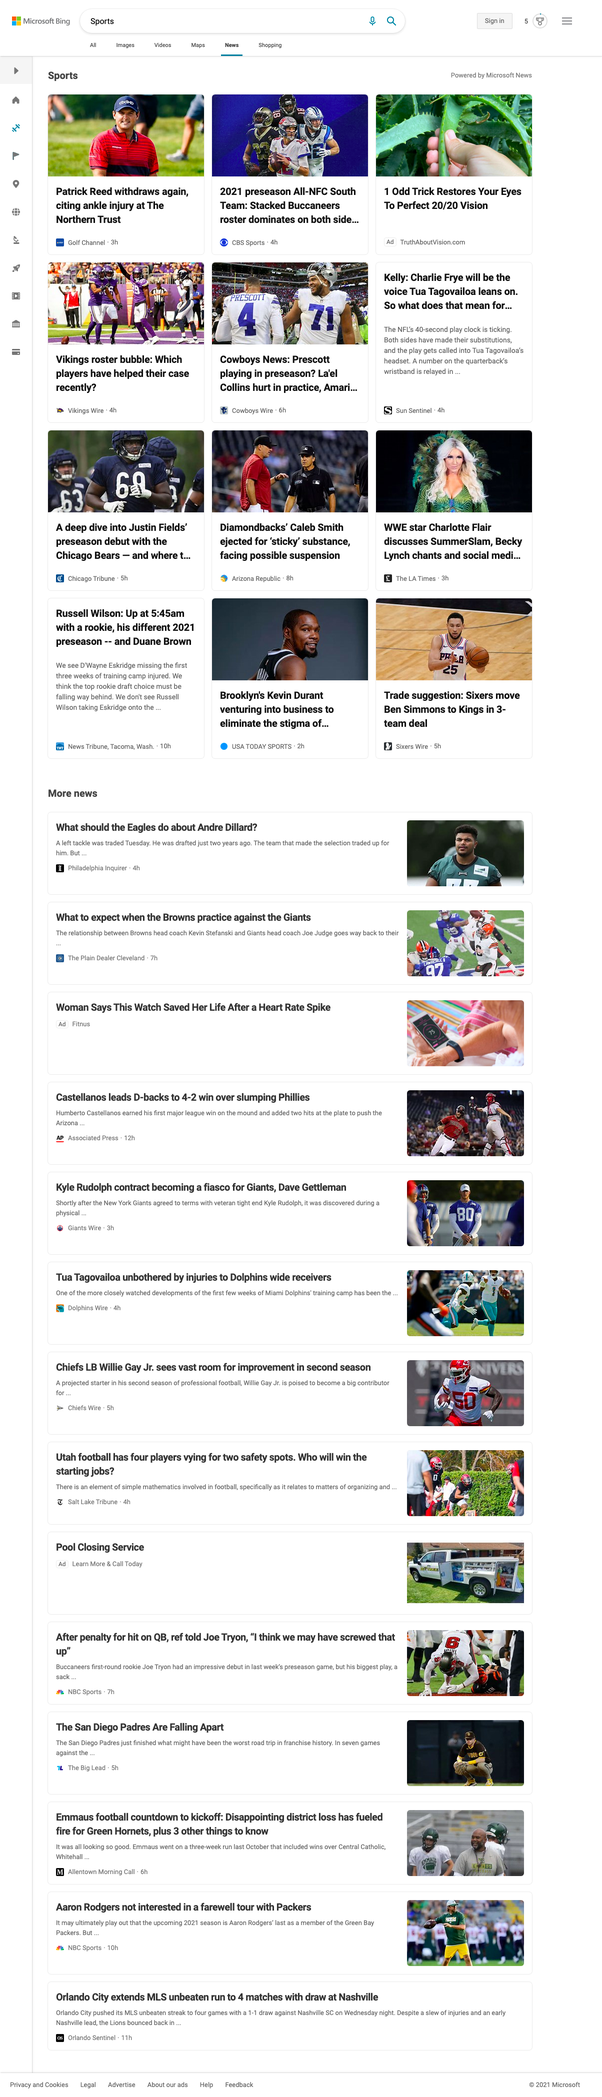 Microsoft Bing
Sports
Sign in
5
All
Images
Videos
Maps
News
Shopping
Sports
Powered by Microsoft News
Patrick Reed withdraws again,
citing ankle injury at The
Northern Trust
Golf Channel · 3h
2021 preseason All-NFC South
Team: Stacked Buccaneers
roster dominates on both side...
CBS Sports · 4h
1 Odd Trick Restores Your Eyes
To Perfect 20/20 Vision
Ad TruthAboutVision.com
Vikings roster bubble: Which
players have helped their case
recently?
Vikings Wire · 4h
PRESCOTT
4
71
Cowboys News: Prescott
playing in preseason? La'el
Collins hurt in practice, Amari...
Cowboys Wire · 6h
Kelly: Charlie Frye will be the
voice Tua Tagovailoa leans on.
So what does that mean for...
The NFL's 40-second play clock is ticking.
Both sides have made their substitutions,
and the play gets called into Tua Tagovailoa's
headset. A number on the quarterback's
wristband is relayed in ...
Sun Sentinel · 4h
63
68
A deep dive into Justin Fields'
preseason debut with the
Chicago Bears — and where t...
Chicago Tribune · 5h
Diamondbacks' Caleb Smith
ejected for 'sticky' substance,
facing possible suspension
Arizona Republic · 8h
WWE star Charlotte Flair
discusses SummerSlam, Becky
Lynch chants and social medi...
The LA Times · 3h
Russell Wilson: Up at 5:45am
with a rookie, his different 2021
preseason -- and Duane Brown
We see D'Wayne Eskridge missing the first
three weeks of training camp injured. We
think the top rookie draft choice must be
falling way behind. We don't see Russell
Wilson taking Eskridge onto the ...
News Tribune, Tacoma, Wash. · 10h
Brooklyn's Kevin Durant
venturing into business to
eliminate the stigma of...
USA TODAY SPORTS · 2h
PHILA
25
Trade suggestion: Sixers move
Ben Simmons to Kings in 3-
team deal
Sixers Wire · 5h
More news
What should the Eagles do about Andre Dillard?
A left tackle was traded Tuesday. He was drafted just two years ago. The team that made the selection traded up for
him. But ...
Philadelphia Inquirer · 4h
What to expect when the Browns practice against the Giants
The relationship between Browns head coach Kevin Stefanski and Giants head coach Joe Judge goes way back to their
...
The Plain Dealer Cleveland · 7h
97
Woman Says This Watch Saved Her Life After a Heart Rate Spike
Ad Fitnus
Castellanos leads D-backs to 4-2 win over slumping Phillies
Humberto Castellanos earned his first major league win on the mound and added two hits at the plate to push the
Arizona ...
AP Associated Press · 12h
Kyle Rudolph contract becoming a fiasco for Giants, Dave Gettleman
Shortly after the New York Giants agreed to terms with veteran tight end Kyle Rudolph, it was discovered during a
physical ...
Giants Wire · 3h
80
Tua Tagovailoa unbothered by injuries to Dolphins wide receivers
One of the more closely watched developments of the first few weeks of Miami Dolphins' training camp has been the ...
Dolphins Wire · 4h
1
Chiefs LB Willie Gay Jr. sees vast room for improvement in second season
A projected starter in his second season of professional football, Willie Gay Jr. is poised to become a big contributor
for ...
Chiefs Wire · 5h
50
Utah football has four players vying for two safety spots. Who will win the
starting jobs?
There is an element of simple mathematics involved in football, specifically as it relates to matters of organizing and ...
Salt Lake Tribune · 4h
Pool Closing Service
Ad Learn More & Call Today
After penalty for hit on QB, ref told Joe Tryon, "I think we may have screwed that
up"
Buccaneers first-round rookie Joe Tryon had an impressive debut in last week's preseason game, but his biggest play, a
sack ...
NBC Sports · 7h
The San Diego Padres Are Falling Apart
The San Diego Padres just finished what might have been the worst road trip in franchise history. In seven games
against the ...
The Big Lead · 5h
Emmaus football countdown to kickoff: Disappointing district loss has fueled
fire for Green Hornets, plus 3 other things to know
It was all looking so good. Emmaus went on a three-week run last October that included wins over Central Catholic,
Whitehall ...
Allentown Morning Call · 6h
Aaron Rodgers not interested in a farewell tour with Packers
It may ultimately play out that the upcoming 2021 season is Aaron Rodgers' last as a member of the Green Bay
Packers. But ...
NBC Sports · 10h
Orlando City extends MLS unbeaten run to 4 matches with draw at Nashville
Orlando City pushed its MLS unbeaten streak to four games with a 1-1 draw against Nashville SC on Wednesday night. Despite a slew of injuries and an early
Nashville lead, the Lions bounced back in ...
Orlando Sentinel · 11h
Privacy and Cookies
Legal
Advertise
About our ads
Help
Feedback
© 2021 Microsoft